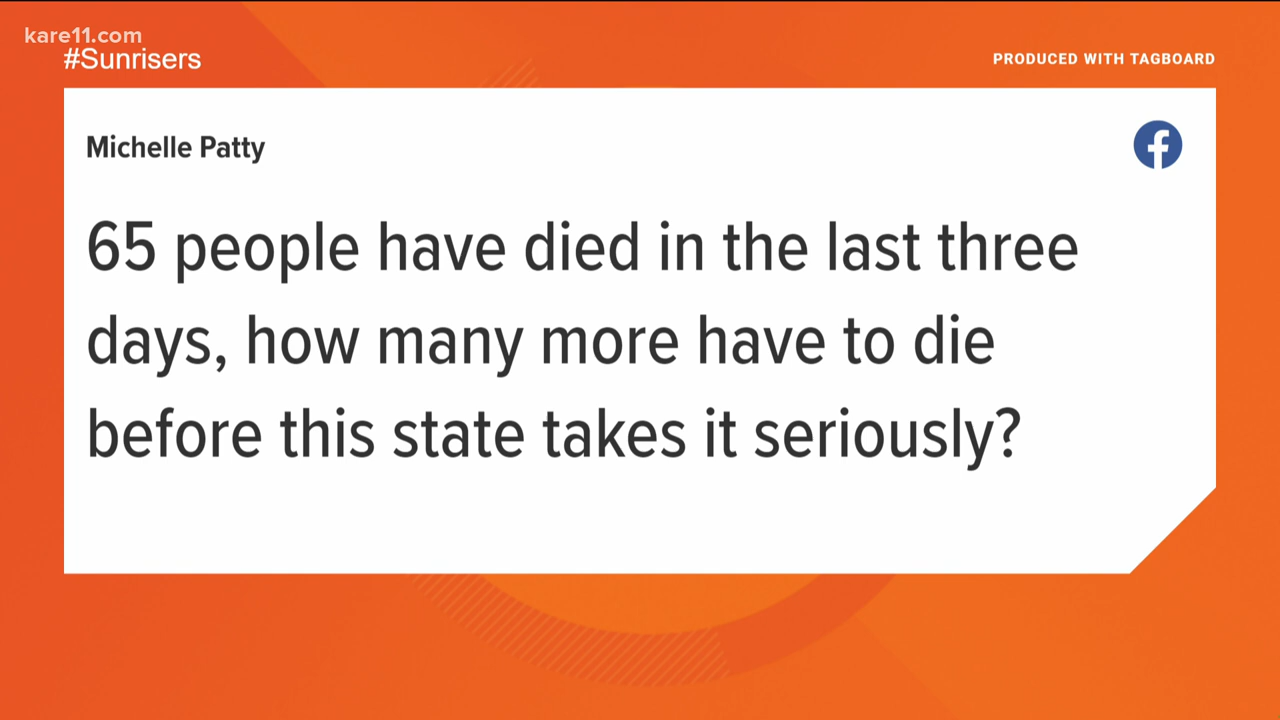 kare11.com
#Sunrisers
PRODUCED WITH TAGBOARD
Michelle Patty
65 people have died in the last three
days, how many more have to die
before this state takes it seriously?